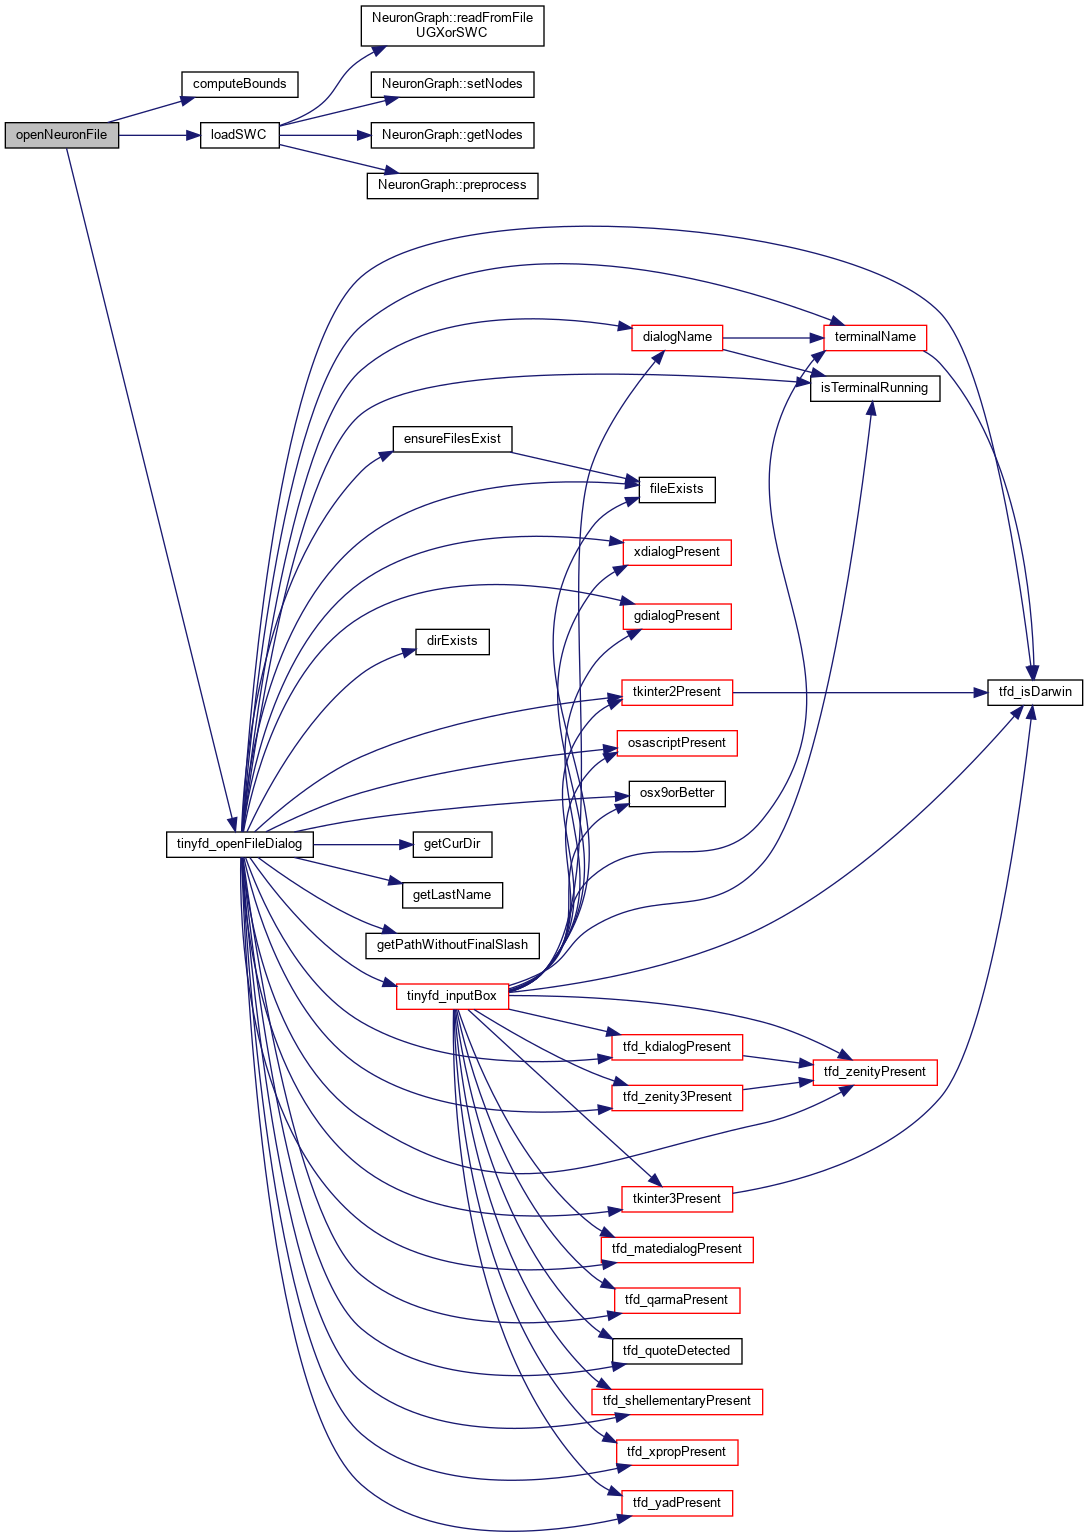 NeuronGraph::readFromFile
UGXorSWC
computeBounds
NeuronGraph::setNodes
openNeuronFile
loadSWC
NeuronGraph::getNodes
NeuronGraph::preprocess
dialogName
terminalName
isTerminalRunning
ensureFilesExist
fileExists
xdialogPresent
gdialogPresent
dirExists
tkinter2Present
tfd_isDarwin
osascriptPresent
osx9orBetter
tinyfd_openFileDialog
getCurDir
getLastName
getPathWithoutFinalSlash
tinyfd_inputBox
tfd_kdialogPresent
tfd_zenityPresent
tfd_zenity3Present
tkinter3Present
tfd_matedialogPresent
tfd_qarmaPresent
tfd_quoteDetected
tfd_shellementaryPresent
tfd_xpropPresent
tfd_yadPresent